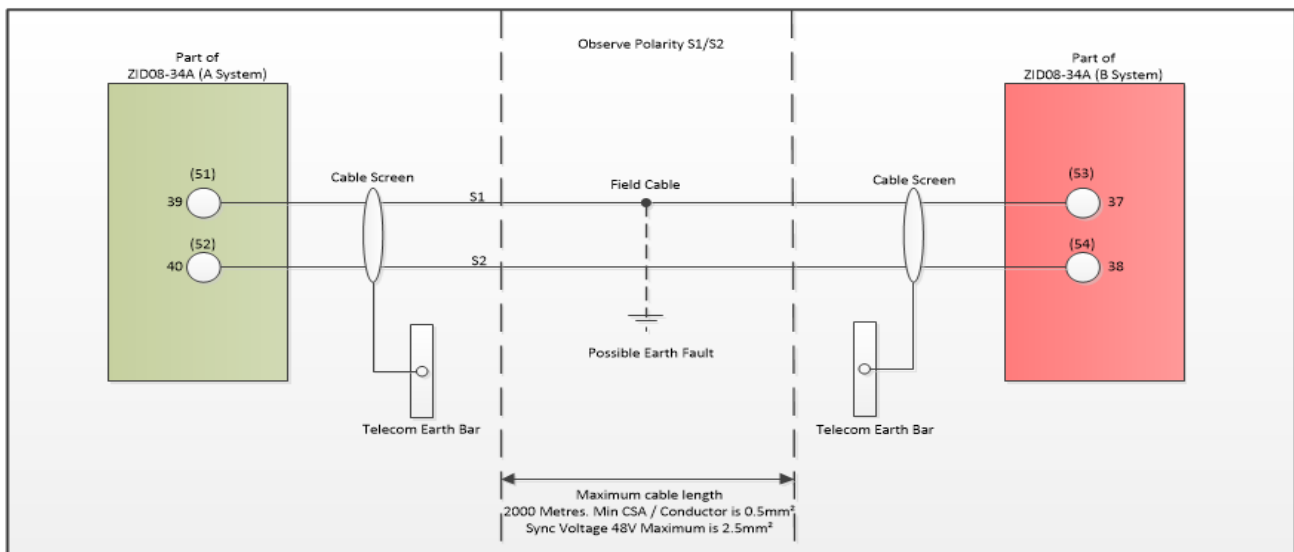 Observe Polarity S1/S2
Part of
ZID08-34A (A System)
Part of
ZID08-34A (B System)
(51)
39
(52)
40
Cable Screen
S1
S2
Field Cable
Possible Earth Fault
Cable Screen
(53)
37
(54)
38
Telecom Earth Bar
Telecom Earth Bar
Maximum cable length
2000 Metres. Min CSA / Conductor is 0.5mm²
Sync Voltage 48V Maximum is 2.5mm²